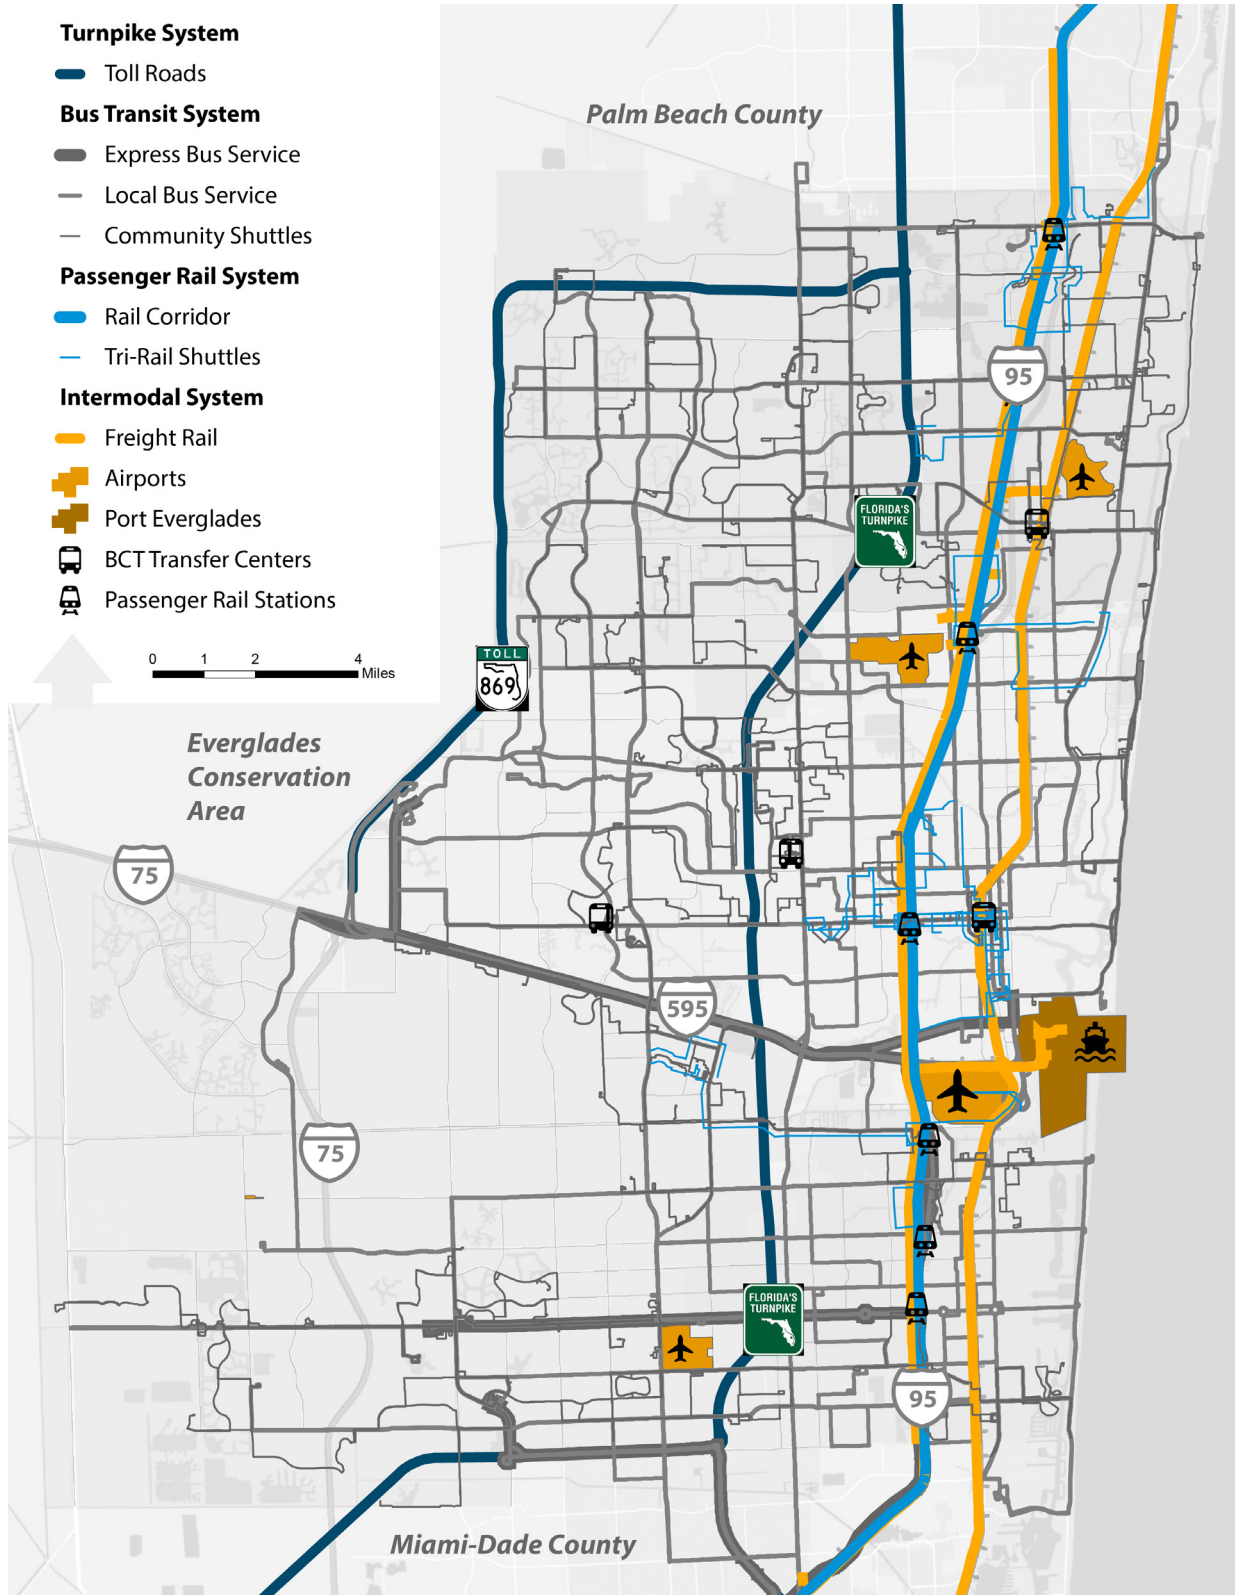 Turnpike System
Toll Roads
Bus Transit System
Express Bus Service
Local Bus Service
Community Shuttles
Passenger Rail System
Rail Corridor
Tri-Rail Shuttles
Intermodal System
Freight Rail
Airports
Port Everglades
BCT Transfer Centers
Passenger Rail Stations
0 1 2 4
Miles
Palm Beach County
95
FLORIDA'S
TURNPIKE
TOLL
869
Everglades
Conservation
Area
75
595
75
FLORIDA'S
TURNPIKE
95
Miami-Dade County